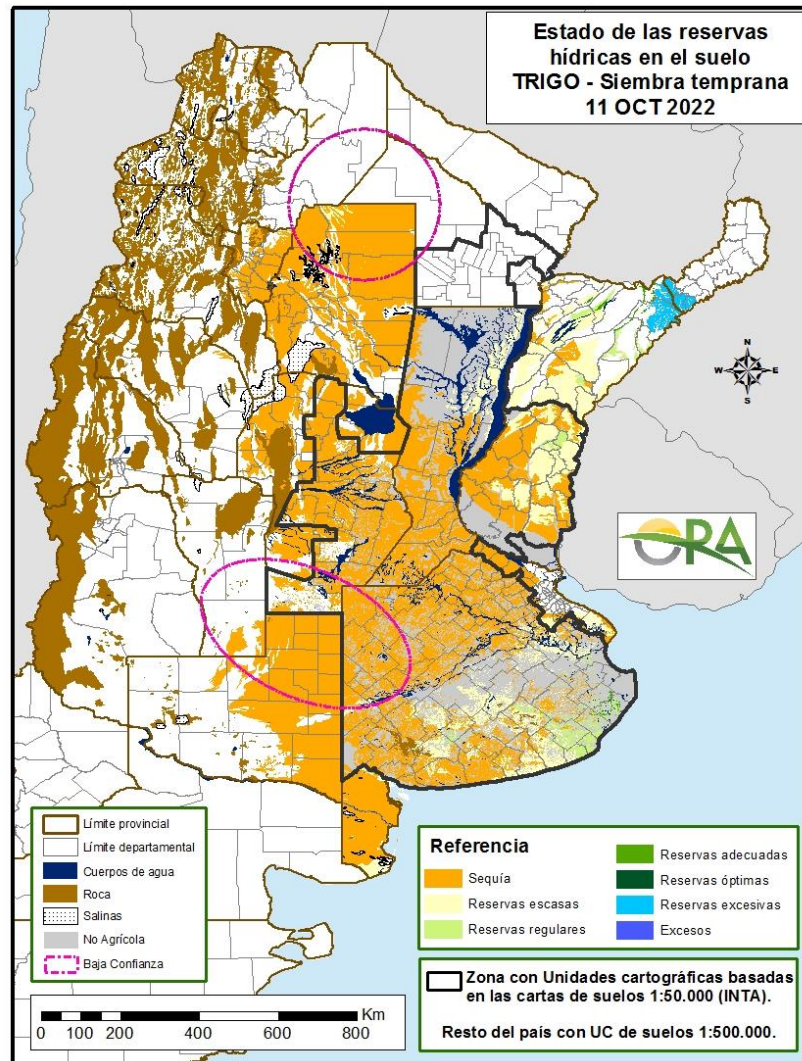 Estado de las reservas
hídricas en el suelo
TRIGO - Siembra temprana
11 OCT 2022
N
W
E
S
ORA
Límite provincial
Límite departamental
Cuerpos de agua
Roca
Salinas
No Agrícola
Baja Confianza
Referencia
Sequía
Reservas escasas
Reservas regulares
Reservas adecuadas
Reservas óptimas
Reservas excesivas
Excesos
Km
0 100 200 400 600 800
Zona con Unidades cartográficas basadas
en las cartas de suelos 1:50.000 (INTA).
Resto del país con UC de suelos 1:500.000.